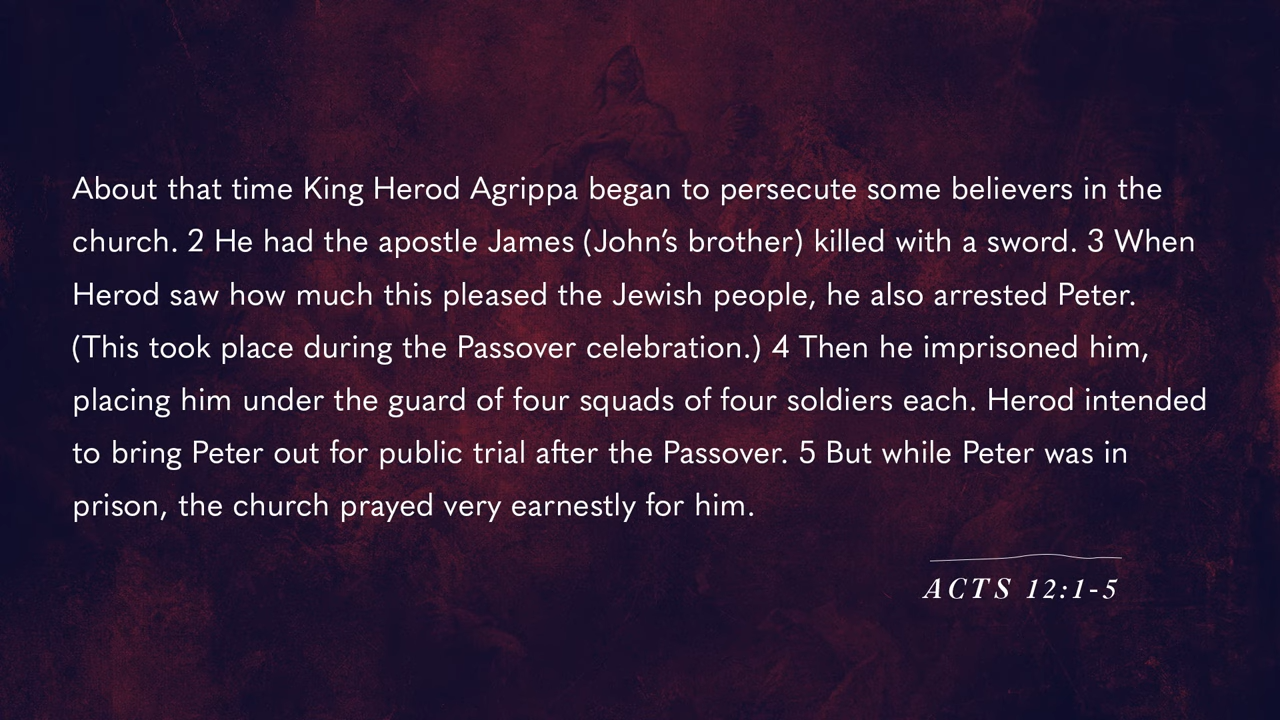 About that time King Herod Agrippa began to persecute some believers in the
church. 2 He had the apostle James (John’s brother) killed with a sword. 3 When
Herod saw how much this pleased the Jewish people, he also arrested Peter.
(This took place during the Passover celebration.) 4 Then he imprisoned him,
placing him under the guard of four squads of four soldiers each. Herod intended
to bring Peter out for public trial after the Passover. 5 But while Peter was in
prison, the church prayed very earnestly for him.
ACTS 12:1-5